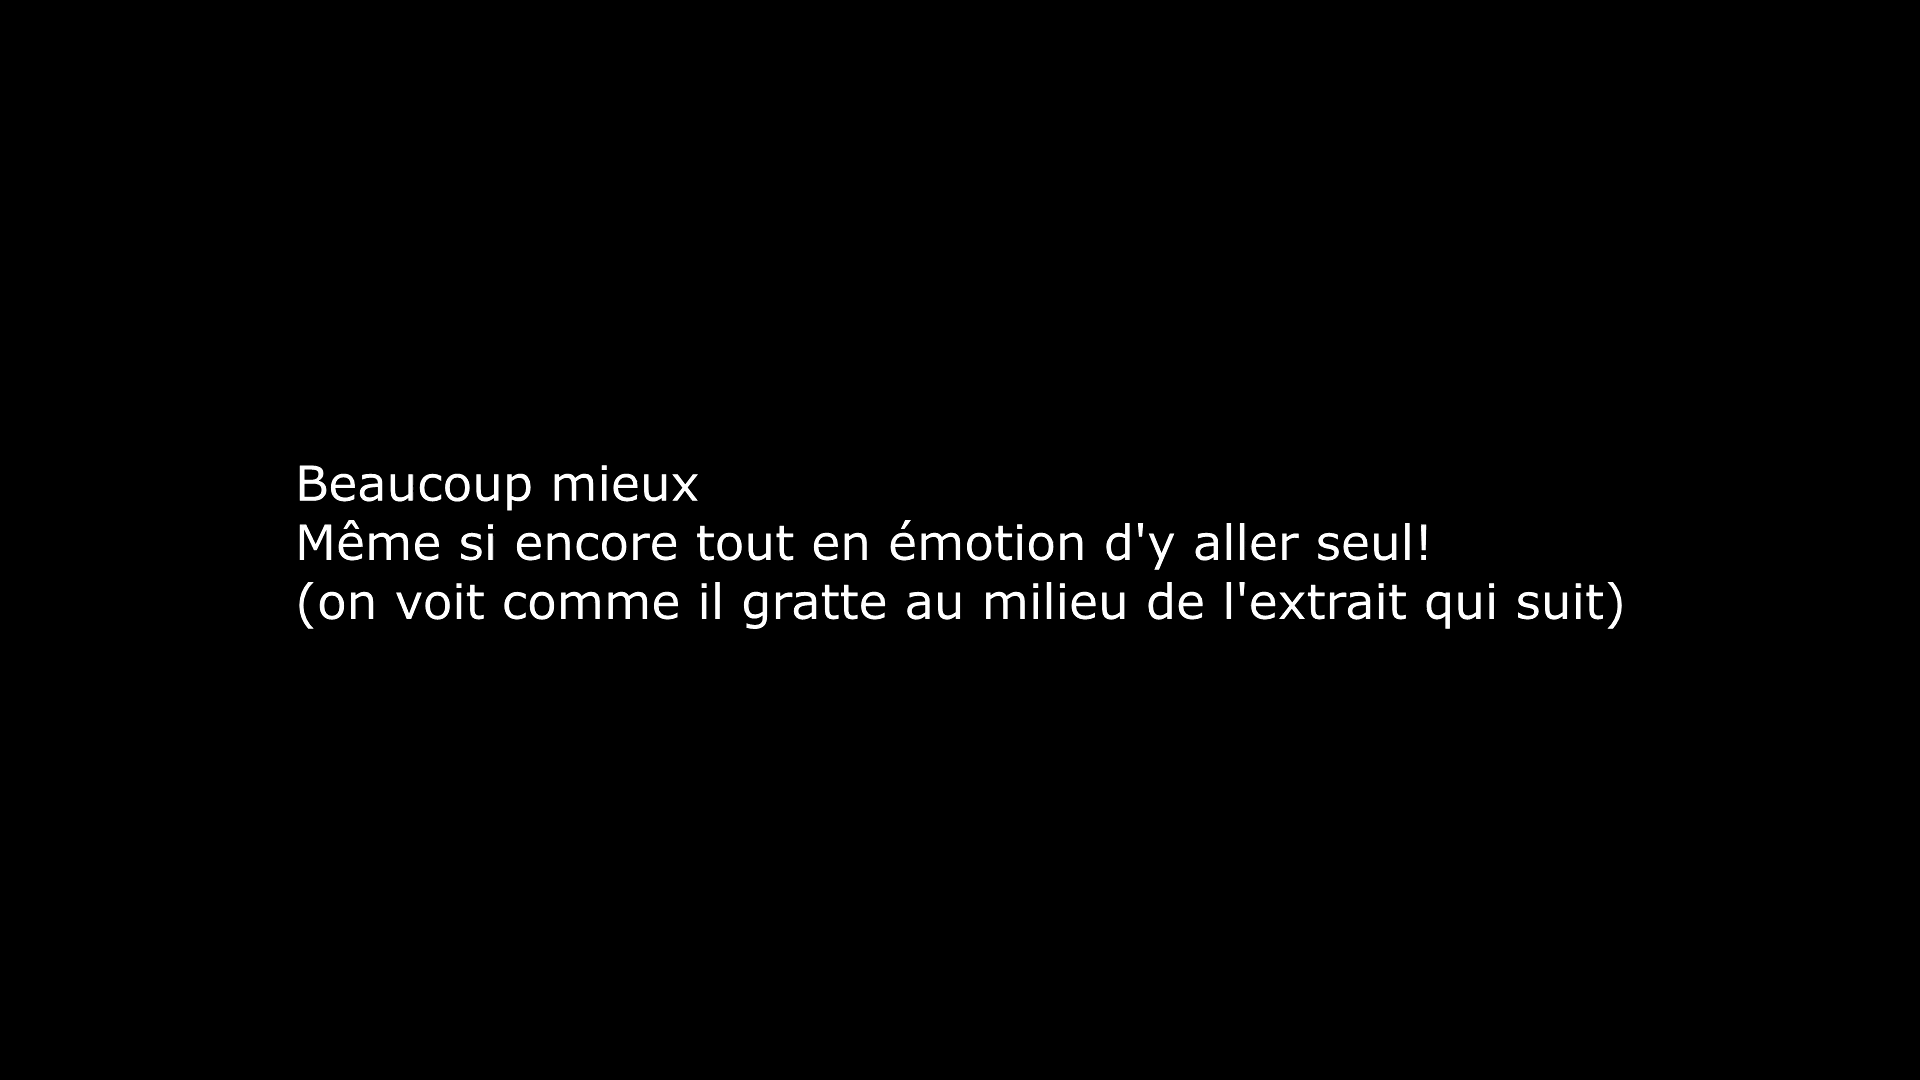 Beaucoup mieux
Même si encore tout en émotion d'y aller seul!
(on voit comme il gratte au milieu de l'extrait qui suit)